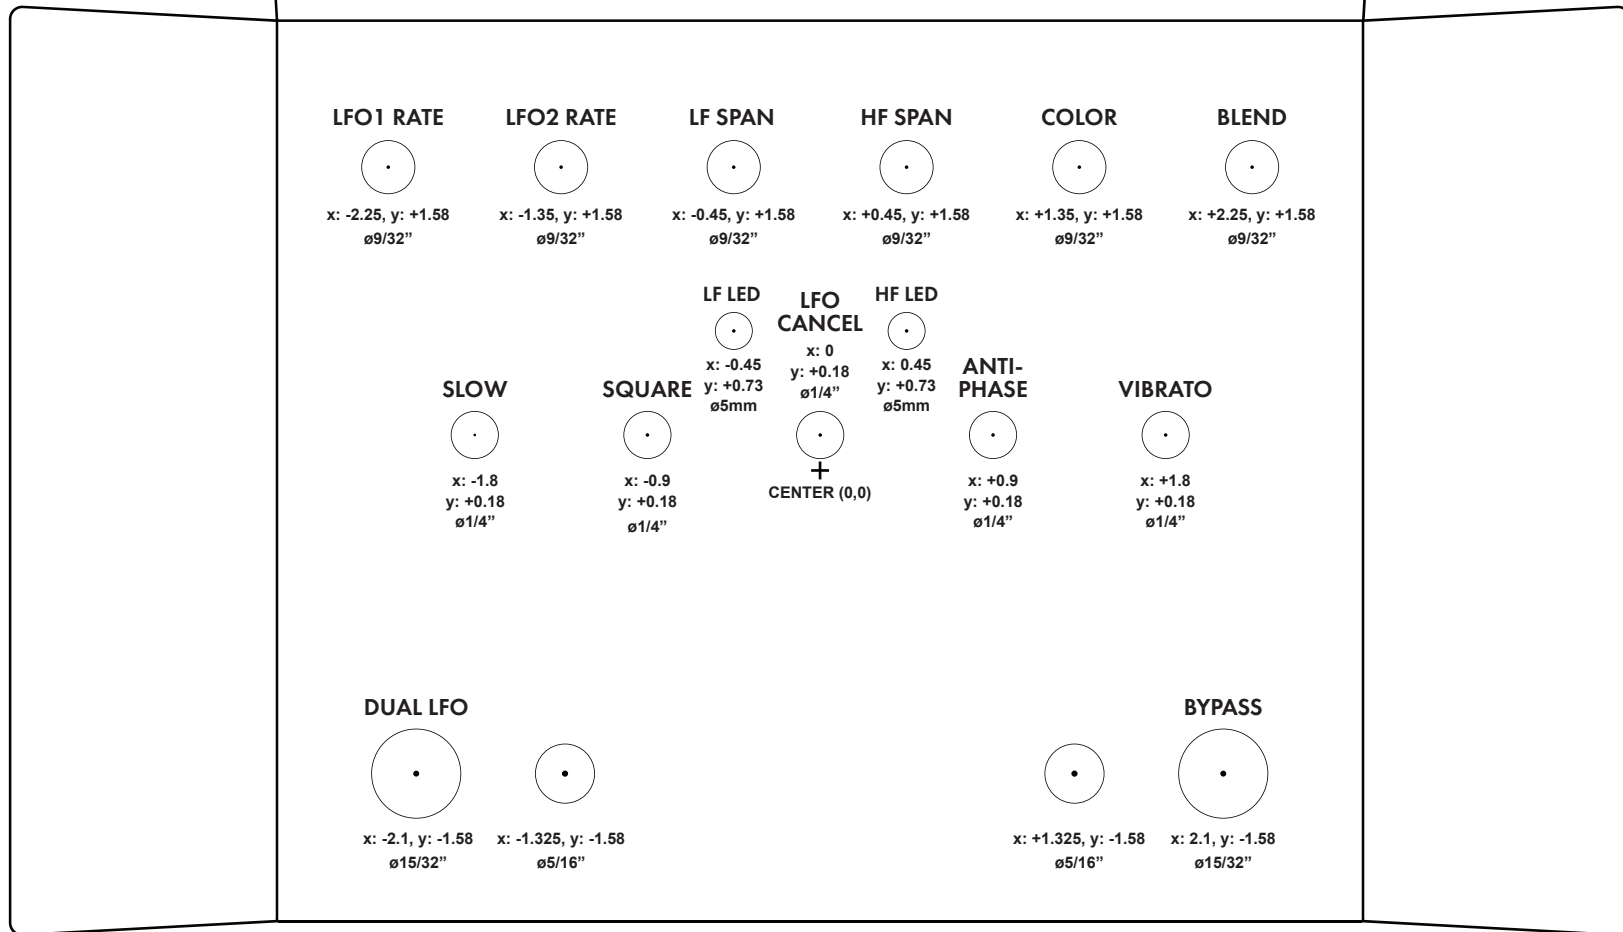 LFO1 RATE
x: -2.25, y: +1.58
ø9/32”
LFO2 RATE
x: -1.35, y: +1.58
ø9/32”
LF SPAN
x: -0.45, y: +1.58
ø9/32”
HF SPAN
x: +0.45, y: +1.58
ø9/32”
COLOR
x: +1.35, y: +1.58
ø9/32”
BLEND
x: +2.25, y: +1.58
ø9/32”
LF LED
x: -0.45
y: +0.73
ø5mm
LFO
CANCEL
x: 0
y: +0.18
ø1/4”
HF LED
x: 0.45
y: +0.73
ø5mm
SLOW
x: -1.8
y: +0.18
ø1/4”
SQUARE
x: -0.9
y: +0.18
ø1/4”
CENTER (0,0)
ANTI-
PHASE
x: +0.9
y: +0.18
ø1/4”
VIBRATO
x: +1.8
y: +0.18
ø1/4”
DUAL LFO
x: -2.1, y: -1.58
ø15/32”
x: -1.325, y: -1.58
ø5/16”
x: +1.325, y: -1.58
ø5/16”
BYPASS
x: 2.1, y: -1.58
ø15/32”